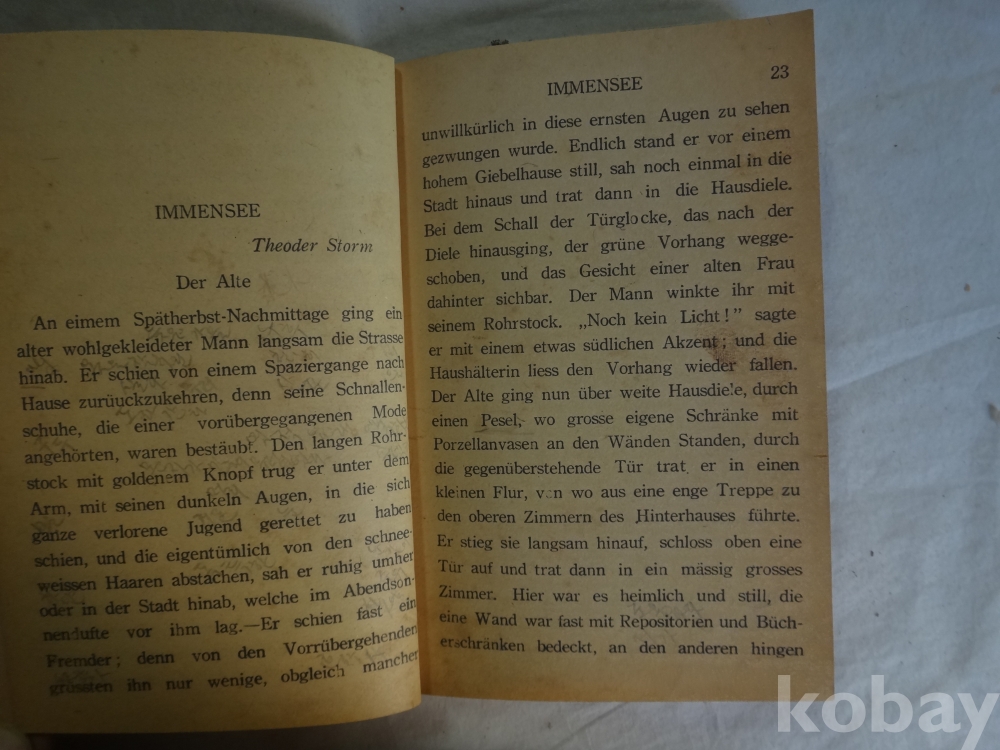 IMMENSEE
Theoder Storm
Der Alte
An eimem Spätherbst-Nachmittage ging ein
alter wohlgekleideter Mann langsam die Strasse
hinab. Er schien von einem Spaziergange nach
Hause zuruückzukehren, denn seine Schnallen-
schuhe, die einer vorübergegangenen Mode
angehörten, waren bestäubt. Den langen Rohr-
stock mit goldenem Knopf trug er unter dem
Arm, mit seinen dunkeln Augen, in die sich
ganze verlorene Jugend gerettet zu haben
schien, und die eigentümlich von den schnee-
weissen Haaren abstachen, sah er ruhig umher
oder in der Stadt hinab, welche im Abendson-
nendufte vor ihm lag.—Er schien fast ein
Fremder; denn von den Vorrübergehenden
grüssten ihn nur wenige, obgleich mancher
IMMENSEE 23
unwillkürlich in diese ernsten Augen zu sehen
gezwungen wurde. Endlich stand er vor einem
hohem Giebelhause still, sah noch einmal in die
Stadt hinaus und trat dann in die Hausdiele.
Bei dem Schall der Türglocke, das nach der
Diele hinausging, der grüne Vorhang wegge-
schoben, und das Gesicht einer alten Frau
dahinter sichbar. Der Mann winkte ihr mit
seinem Rohrstock. „Noch kein Licht!” sagte
er mit einem etwas südlichen Akzent; und die
Haushälterin liess den Vorhang wieder fallen.
Der Alte ging nun über weite Hausdiele, durch
einen Pesel, wo grosse eigene Schränke mit
Porzellanvasen an den Wänden Standen, durch
die gegenüberstehende Tür trat er in einen
kleinen Flur, von wo aus eine enge Treppe zu
den oberen Zimmern des Hinterhauses führte.
Er stieg sie langsam hinauf, schloss oben eine
Tür auf und trat dann in ein mässig grosses
Zimmer. Hier war es heimlich und still, die
eine Wand war fast mit Repositorien und Büch-
erschränken bedeckt, an den anderen hingen
kobay